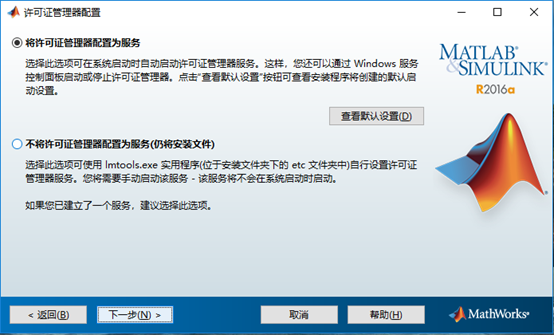 许可证管理器配置
将许可证管理器配置为服务
选择此选项可在系统启动时自动启动许可证管理器服务。这样，您还可以通过 Windows 服务
控制面板启动或停止许可证管理器。点击“查看默认设置”按钮可查看安装程序将创建的默认启
动设置。
查看默认设置(D)
不将许可证管理器配置为服务(仍将安装文件)
选择此选项可使用 lmtools.exe 实用程序(位于安装文件夹下的 etc 文件夹中)自行设置许可证
管理器服务。您将需要手动启动该服务 - 该服务将不会在系统启动时启动。
如果您已建立了一个服务，建议选择此选项。
MATLAB
&SIMULINK®
R2016a
< 返回(B)
下一步(N) >
取消
帮助(H)
MathWorks®